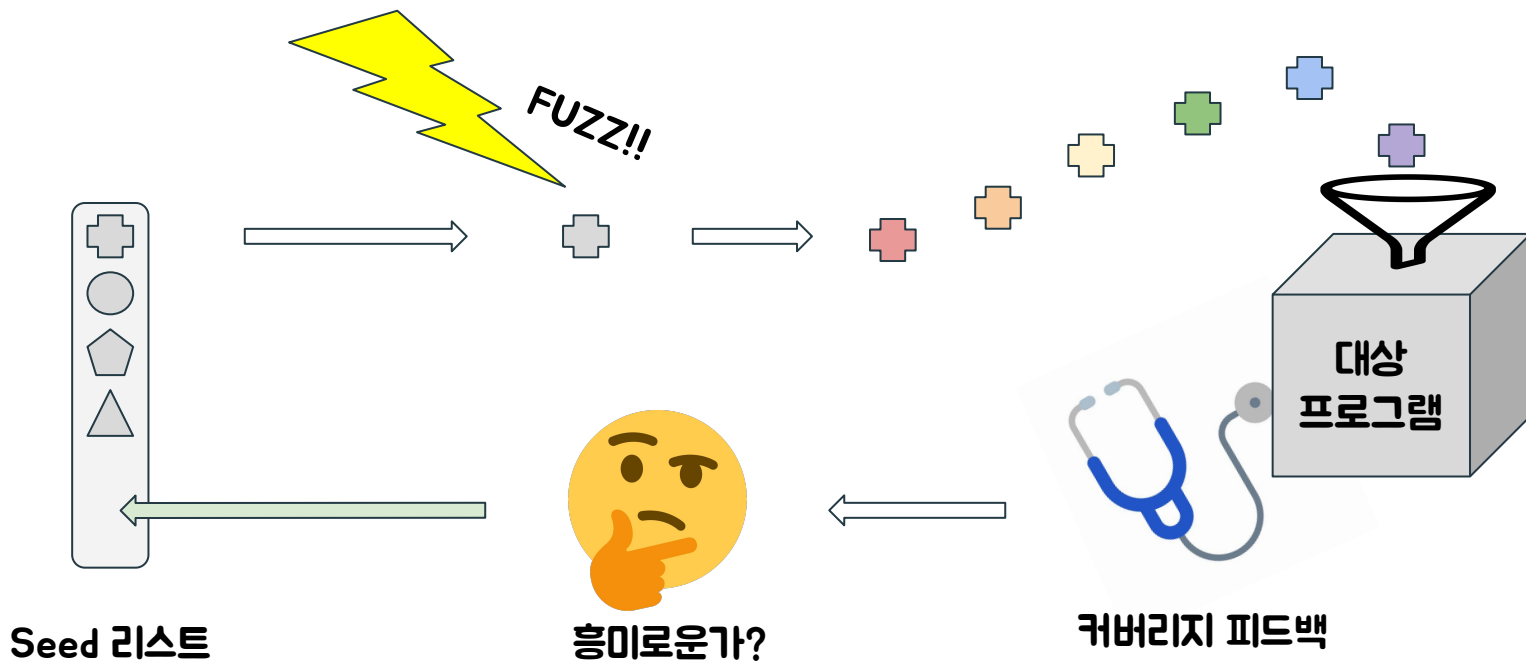 FUZZ!!
대상
프로그램
Seed 리스트
흥미로운가?
커버리지 피드백